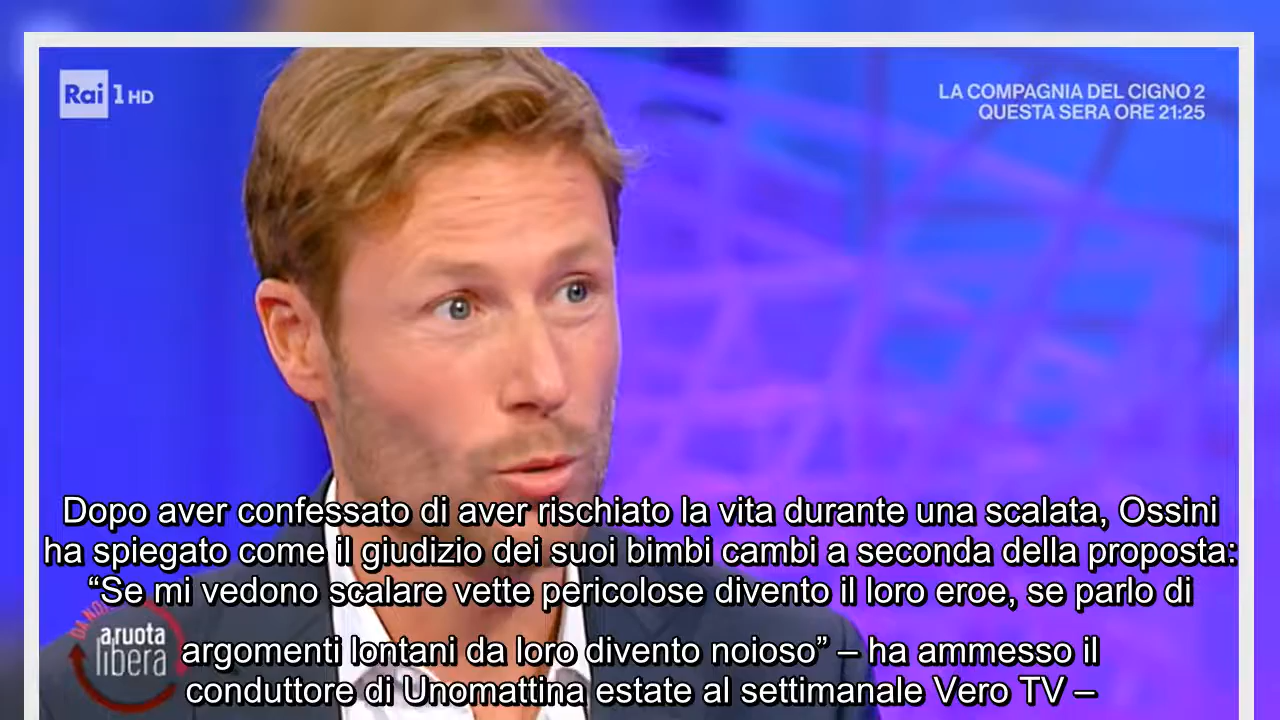 Rai 1 HD
LA COMPAGNIA DEL CIGNO 2
QUESTA SERA ORE 21:25
Dopo aver confessato di aver rischiato la vita durante una scalata, Ossini
ha spiegato come il giudizio dei suoi bimbi cambi a seconda della proposta:
“Se mi vedono scalare vette pericolose divento il loro eroe, se parlo di
argomenti lontani da loro divento noioso” – ha ammesso il
conduttore di Unomattina estate al settimanale Vero TV –
DA NOI
a ruota
libera